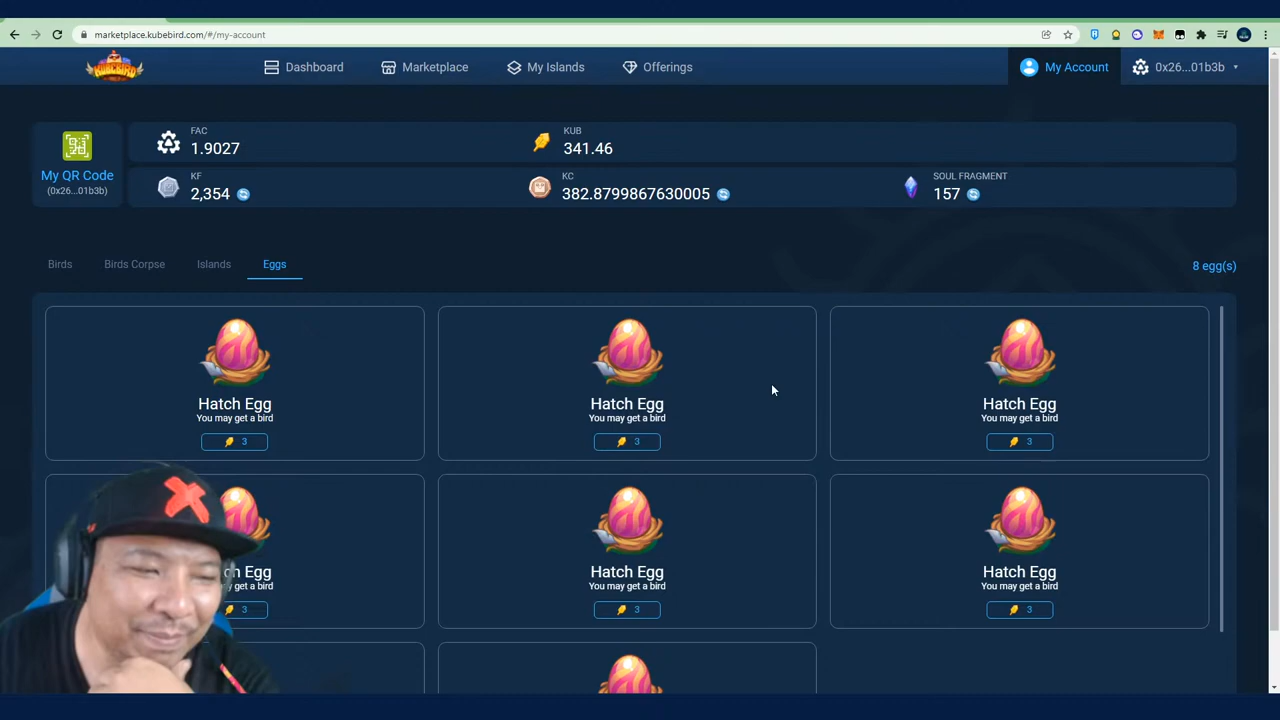 marketplace.kubebird.com/#/my-account
KUBEBIRD
Dashboard
Marketplace
My Islands
Offerings
My Account
0x26...01b3b
My QR Code
(0x26...01b3b)
FAC
1.9027
KUB
341.46
KF
2,354
KC
382.8799867630005
SOUL FRAGMENT
157
Birds
Birds Corpse
Islands
Eggs
8 egg(s)
Hatch Egg
You may get a bird
3
Hatch Egg
You may get a bird
3
Hatch Egg
You may get a bird
3
Egg
get a bird
3
Hatch Egg
You may get a bird
3
Hatch Egg
You may get a bird
3